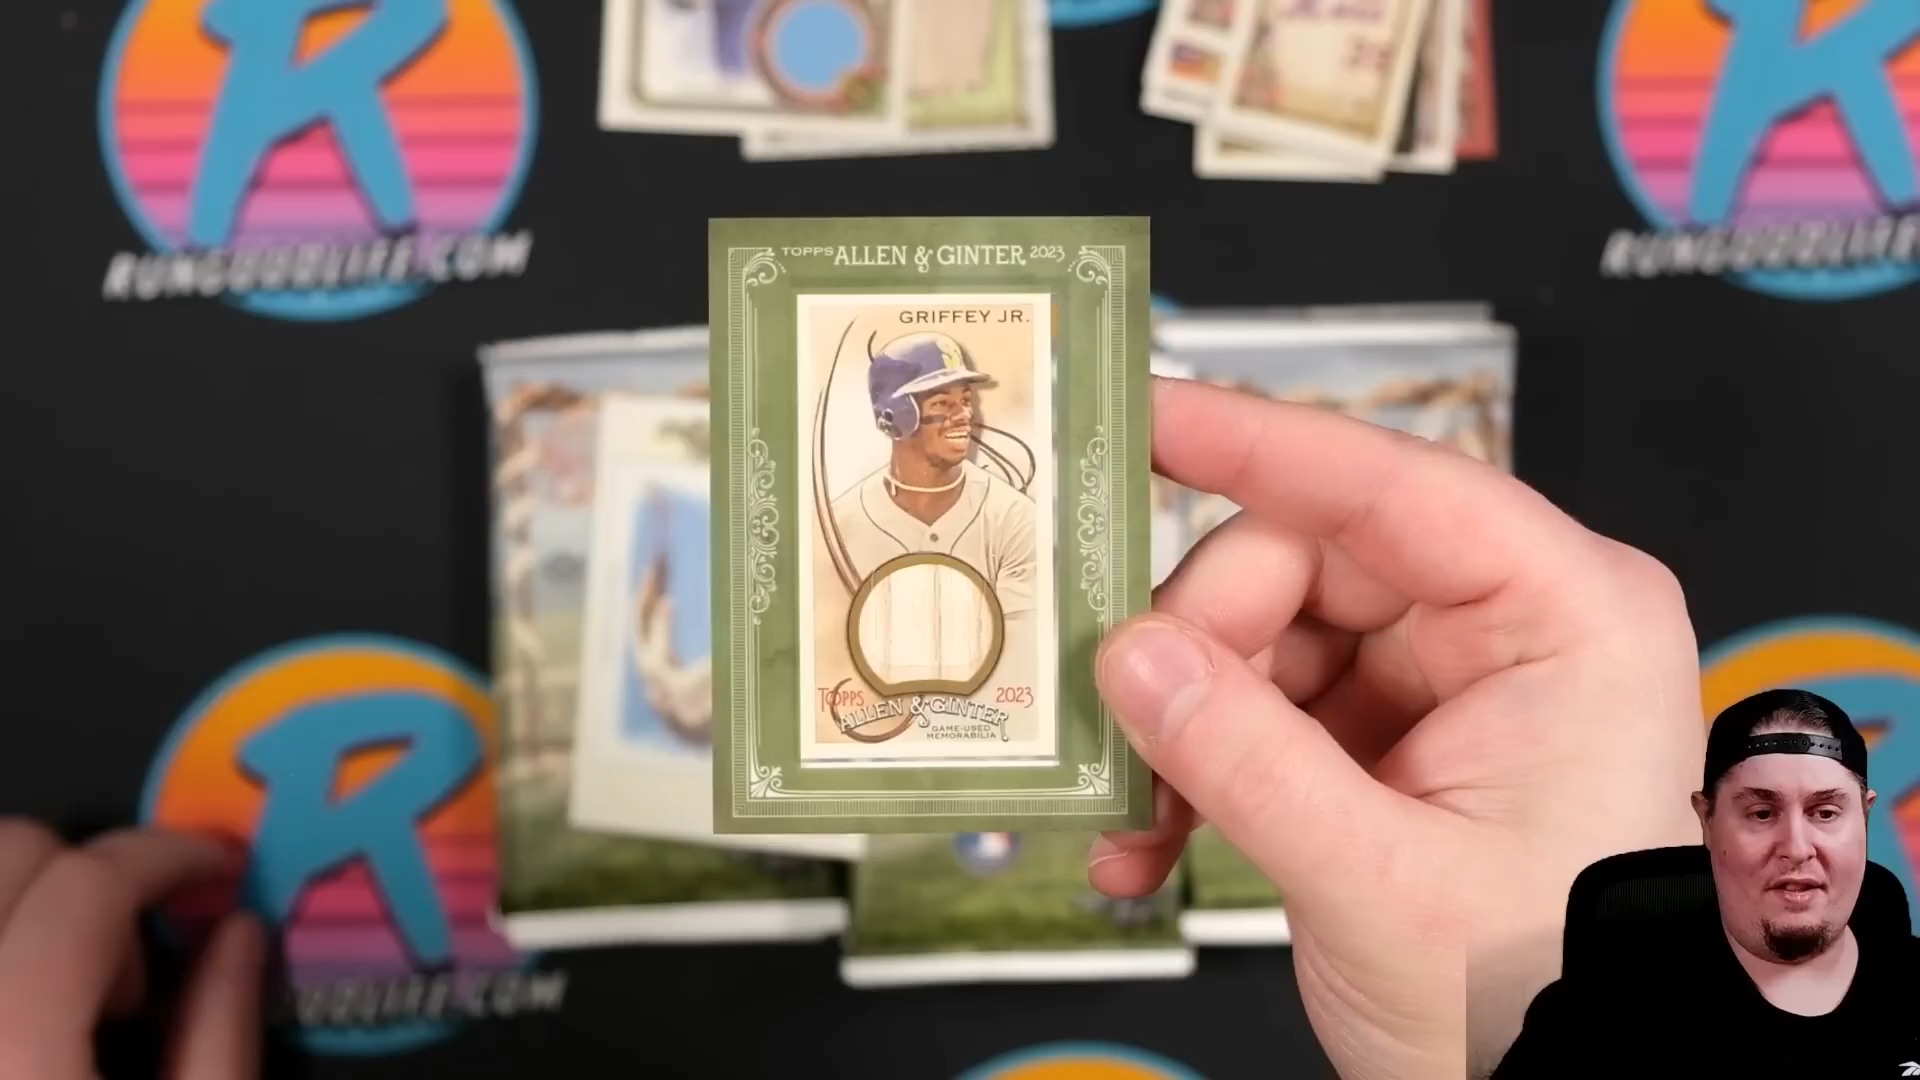 R
RUNGOODLIFE.COM
TOPPS ALLEN & GINTER 2023
GRIFFEY JR.
TOPPS 2023
ALLEN & GINTER
GAME-USED
MEMORABILIA
R
R